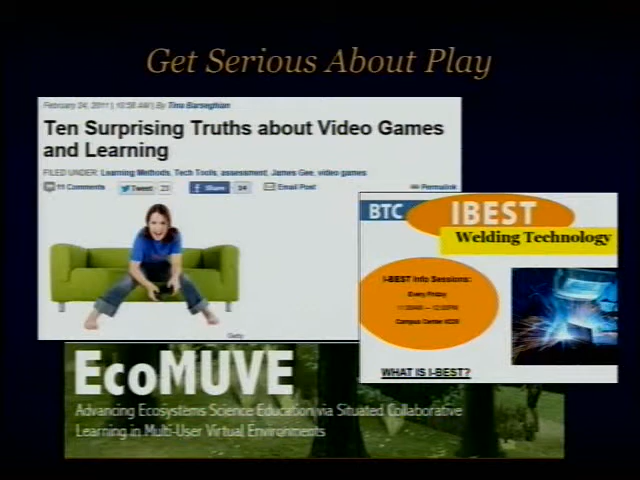 Get Serious About Play
February 24, 2011 | 10:58 AM | By Tina Barseghian
Ten Surprising Truths about Video Games
and Learning
FILED UNDER: Learning Methods, Tech Tools, assessment, James Gee, video games
11 Comments Tweet 23 Share 34 Email Post Permalink
Getty
BTC IBEST
Welding Technology
I-BEST Info Sessions:
Every Friday
Campus Center
WHAT IS I-BEST?
EcoMUVE
Advancing Ecosystems Science Education via Situated Collaborative
Learning in Multi-User Virtual Environments